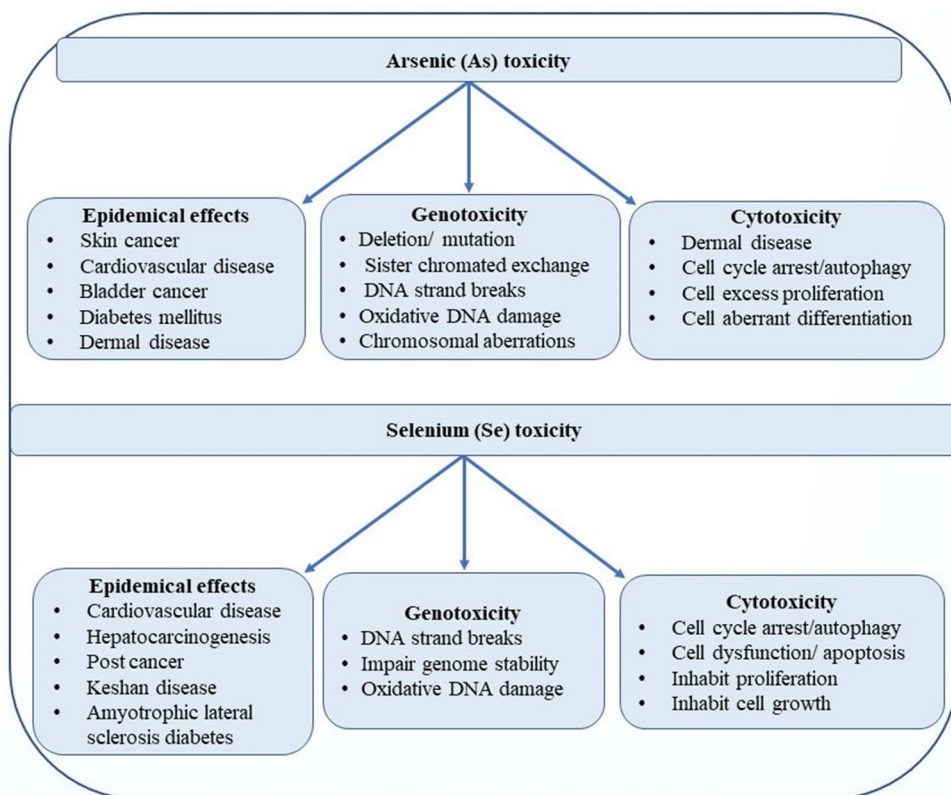 Arsenic (As) toxicity
Epidemical effects
• Skin cancer
• Cardiovascular disease
• Bladder cancer
• Diabetes mellitus
• Dermal disease
Genotoxicity
• Deletion/ mutation
• Sister chromated exchange
• DNA strand breaks
• Oxidative DNA damage
• Chromosomal aberrations
Cytotoxicity
• Dermal disease
• Cell cycle arrest/autophagy
• Cell excess proliferation
• Cell aberrant differentiation
Selenium (Se) toxicity
Epidemical effects
• Cardiovascular disease
• Hepatocarcinogenesis
• Post cancer
• Keshan disease
• Amyotrophic lateral
sclerosis diabetes
Genotoxicity
• DNA strand breaks
• Impair genome stability
• Oxidative DNA damage
Cytotoxicity
• Cell cycle arrest/autophagy
• Cell dysfunction/ apoptosis
• Inhabit proliferation
• Inhabit cell growth